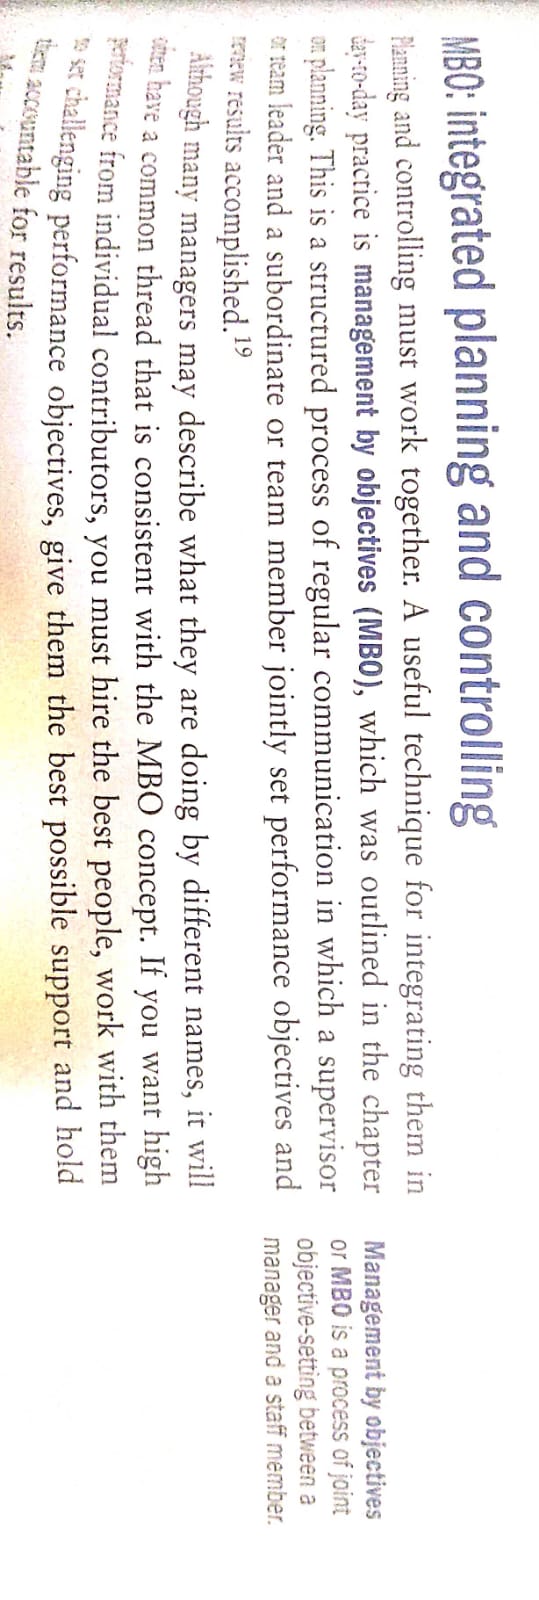 MBO: integrated planning and controlling
Planning and controlling must work together. A useful technique for integrating them in
day-to-day practice is management by objectives (MBO), which was outlined in the chapter
on planning. This is a structured process of regular communication in which a supervisor
or team leader and a subordinate or team member jointly set performance objectives and
review results accomplished.19
Although many managers may describe what they are doing by different names, it will
often have a common thread that is consistent with the MBO concept. If you want high
performance from individual contributors, you must hire the best people, work with them
to set challenging performance objectives, give them the best possible support and hold
them accountable for results.
Management by objectives
or MBO is a process of joint
objective-setting between a
manager and a staff member.